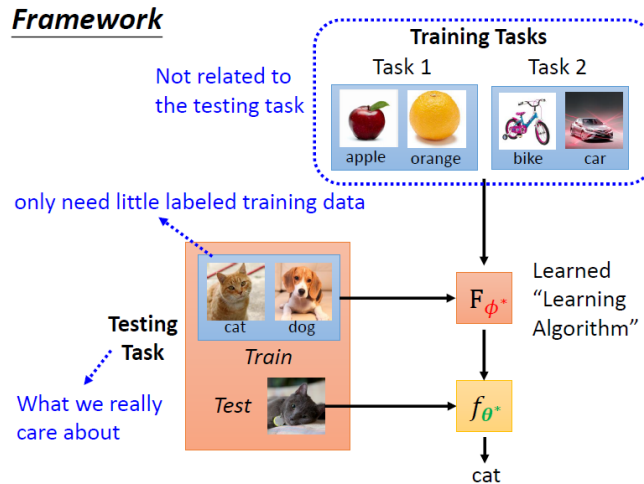 Framework
Training Tasks
Task 1
Task 2
Not related to
the testing task
apple
orange
bike
car
only need little labeled training data
cat
dog
Train
Testing
Task
Test
What we really
care about
F_ϕ*
Learned
“Learning
Algorithm”
f_θ*
cat